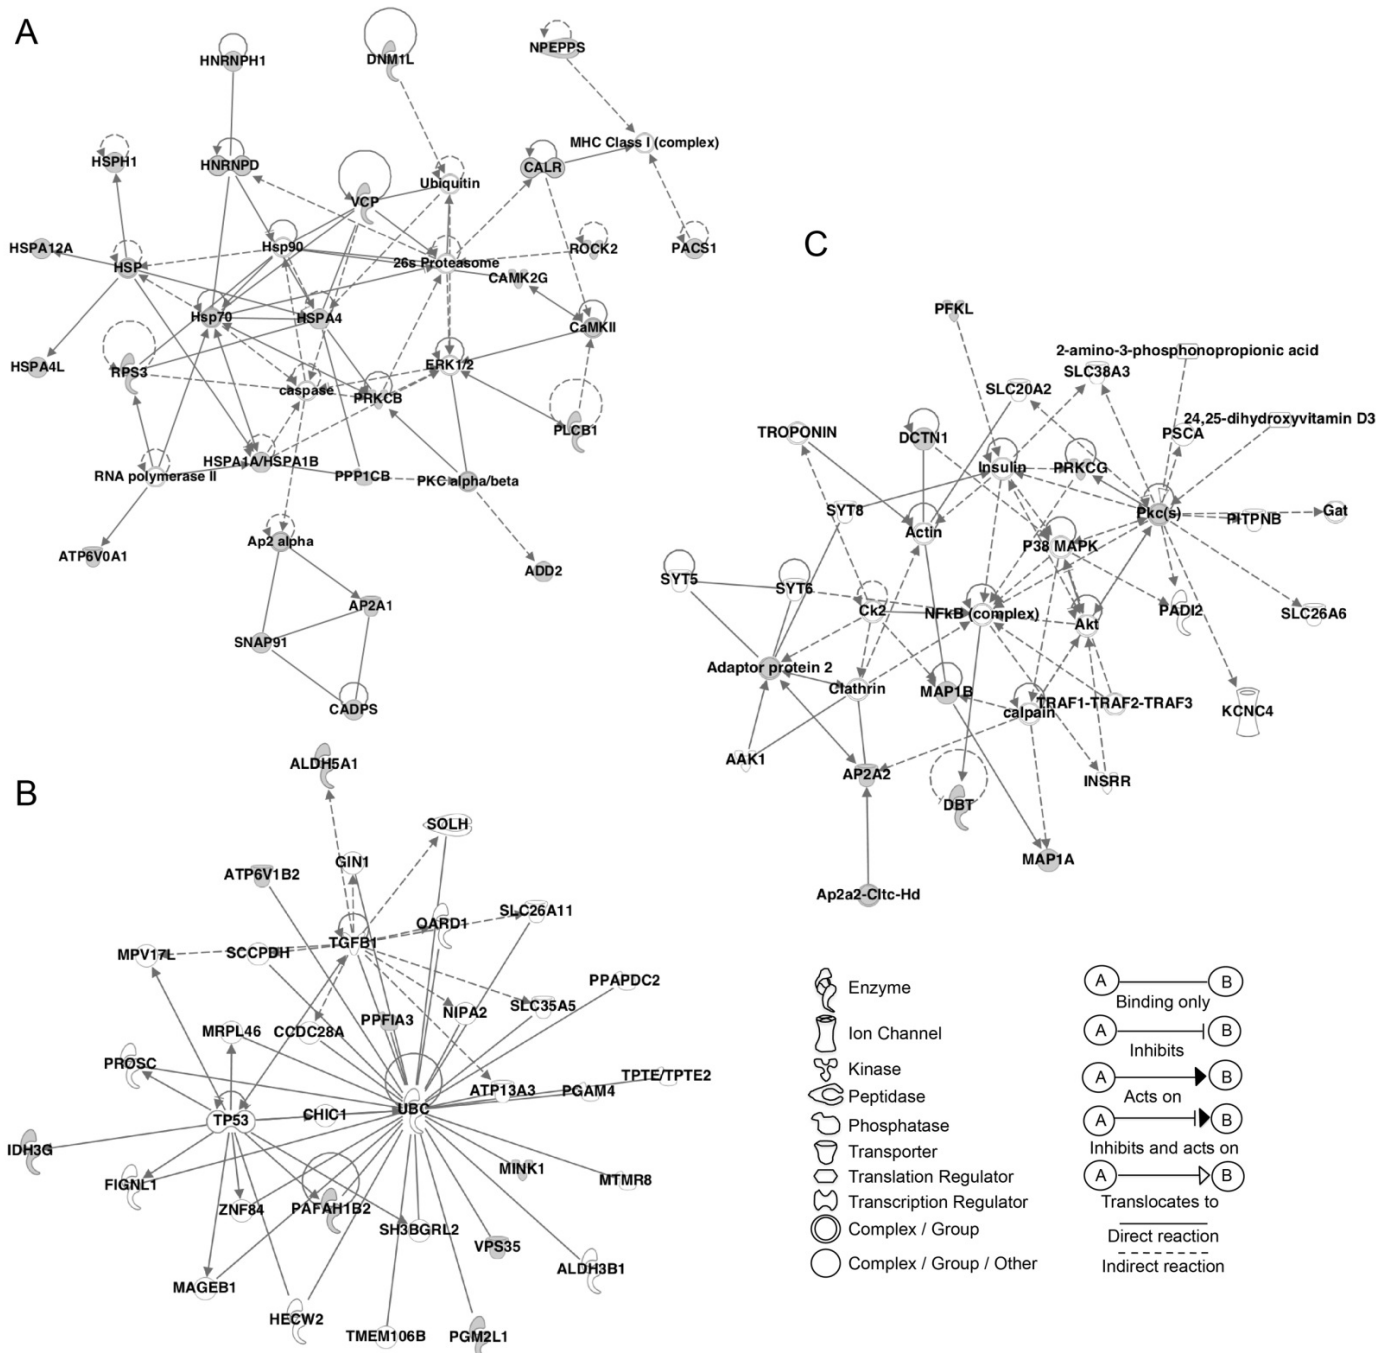 A
HNRNPH1
DNM1L
NPEPPS
MHC Class I (complex)
HSPH1
HNRNPD
CALR
Ubiquitin
VCP
HSPA12A
HSP
Hsp90
26s Proteasome
ROCK2
PACS1
CAMK2G
Hsp70
HSPA4
CaMKII
HSPA4L
RPS3
ERK1/2
caspase
PRKCB
PLCB1
HSPA1A/HSPA1B
RNA polymerase II
PPP1CB
PKC alpha/beta
ATP6V0A1
Ap2 alpha
ADD2
AP2A1
SNAP91
CADPS
B
ALDH5A1
SOLH
GIN1
ATP6V1B2
OARD1
SLC26A11
MPV17L
SCCPDH
TGFB1
PPAPDC2
NIPA2
SLC35A5
MRPL46
CCDC28A
PPFIA3
PROSC
ATP13A3
PGAM4
TPTE/TPTE2
TP53
CHIC1
UBC
IDH3G
FIGNL1
MINK1
MTMR8
ZNF84
PAFAH1B2
SH3BGRL2
VPS35
ALDH3B1
MAGEB1
HECW2
TMEM106B
PGM2L1
C
PFKL
2-amino-3-phosphonopropionic acid
SLC38A3
SLC20A2
24,25-dihydroxyvitamin D3
TROPONIN
DCTN1
PSCA
Insulin
PRKCG
SYT8
Pkc(s)
PITPNB
Gat
Actin
P38 MAPK
SYT5
SYT6
Ck2
NFkB (complex)
Akt
PADI2
SLC26A6
Adaptor protein 2
Clathrin
MAP1B
calpain
TRAF1-TRAF2-TRAF3
KCNC4
AAK1
AP2A2
DBT
INSRR
MAP1A
Ap2a2-Cltc-Hd
Enzyme
Ion Channel
Kinase
Peptidase
Phosphatase
Transporter
Translation Regulator
Transcription Regulator
Complex / Group
Complex / Group / Other
A B
Binding only
A B
Inhibits
A B
Acts on
A B
Inhibits and acts on
A B
Translocates to
Direct reaction
Indirect reaction